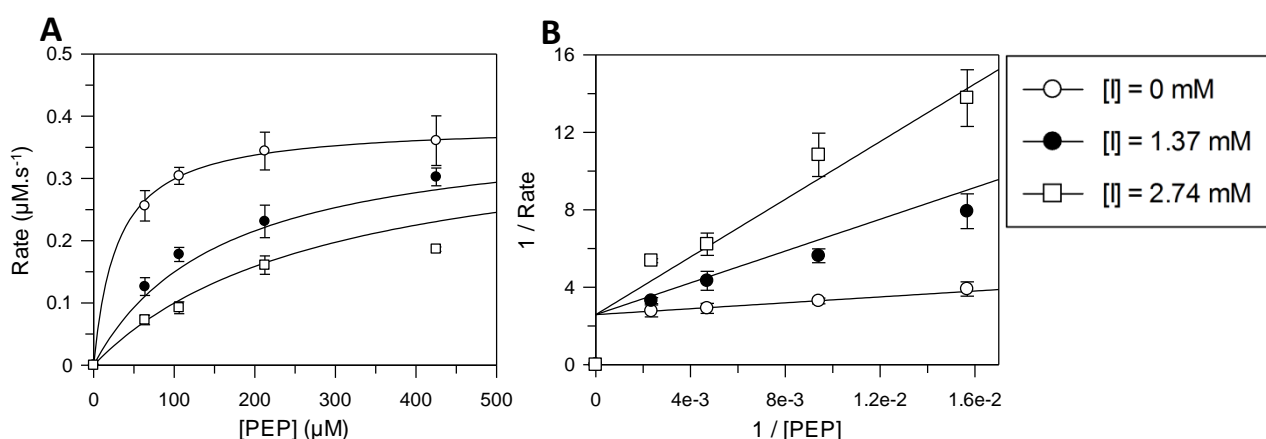 A
Rate (µM.s⁻¹)
0.5
0.4
0.3
0.2
0.1
0
0 100 200 300 400 500
[PEP] (µM)
B
1 / Rate
16
12
8
4
0
0 4e-3 8e-3 1.2e-2 1.6e-2
1 / [PEP]
[I] = 0 mM
[I] = 1.37 mM
[I] = 2.74 mM